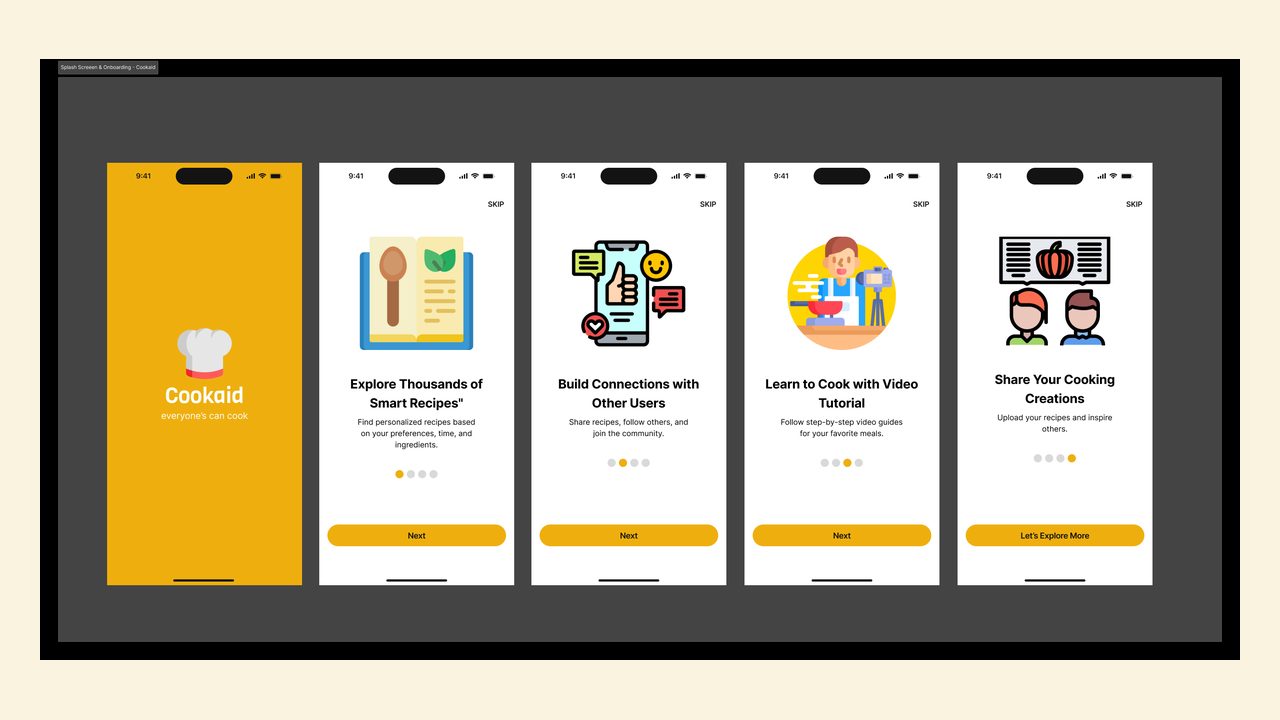 Splash Screeen & Onboarding - Cookaid
9:41
Cookaid
everyone's can cook
9:41
SKIP
Explore Thousands of
Smart Recipes"
Find personalized recipes based
on your preferences, time, and
ingredients.
Next
9:41
SKIP
Build Connections with
Other Users
Share recipes, follow others, and
join the community.
Next
9:41
SKIP
Learn to Cook with Video
Tutorial
Follow step-by-step video guides
for your favorite meals.
Next
9:41
SKIP
Share Your Cooking
Creations
Upload your recipes and inspire
others.
Let's Explore More